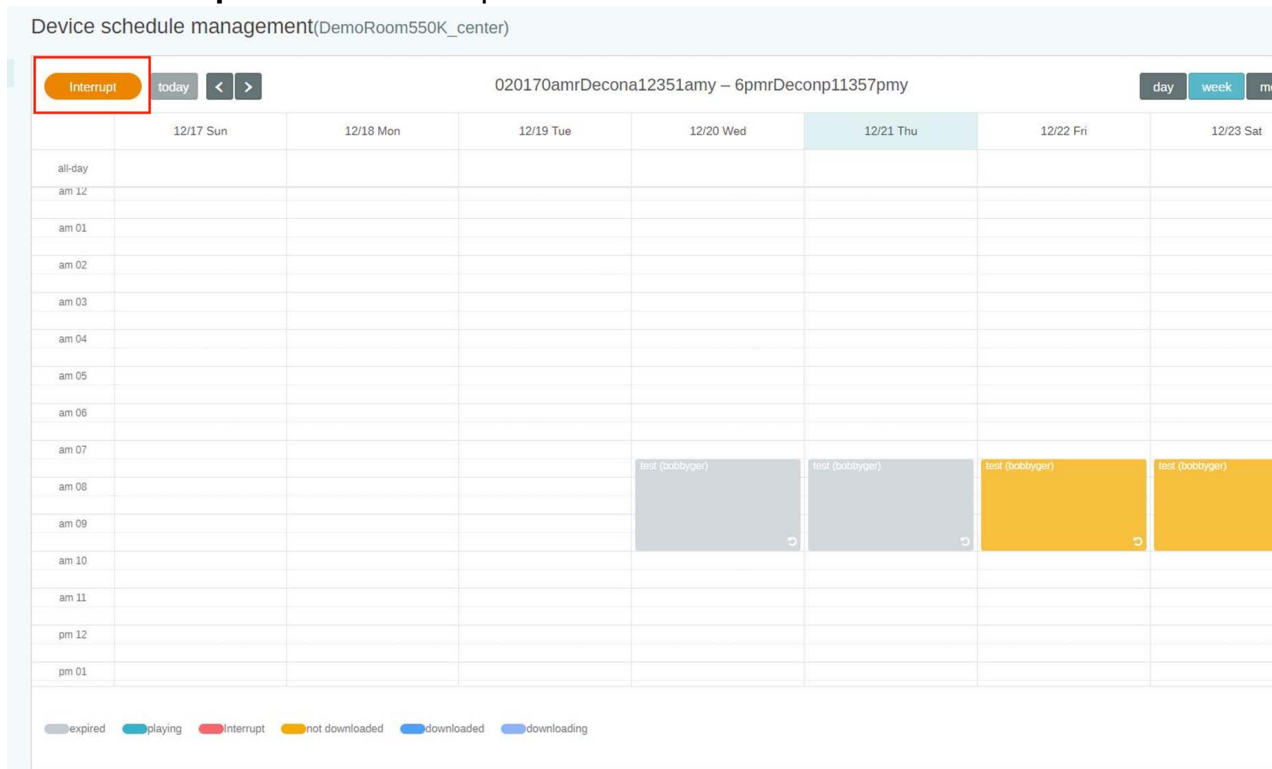 Device schedule management(DemoRoom550K_center)
Interrupt today < > 020170amrDecona12351amy – 6pmrDeconp11357pmy day week
12/17 Sun 12/18 Mon 12/19 Tue 12/20 Wed 12/21 Thu 12/22 Fri 12/23 Sat
all-day
am 12
am 01
am 02
am 03
am 04
am 05
am 06
am 07
test (bobbyger) test (bobbyger) test (bobbyger) test (bobbyger)
am 08
am 09
am 10
am 11
pm 12
pm 01
expired playing Interrupt not downloaded downloaded downloading